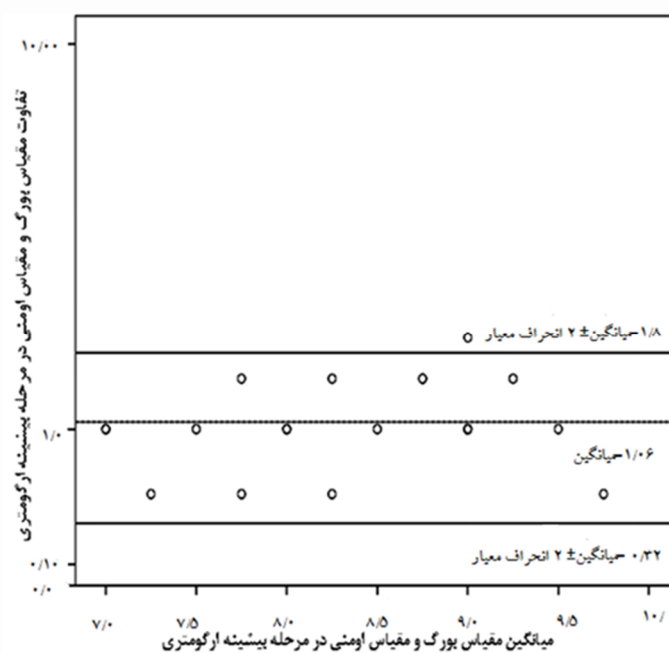 تفاوت مقیاس بورگ و مقیاس اومنی در مرحله بیشینه ارگومتری
۱۰/۰۰
۱/۰
۰/۱۰
۰/۰
۱/۸-میانگین± ۲ انحراف معیار
۱/۰۶-میانگین
۰/۳۲ -میانگین± ۲ انحراف معیار
۷/۰ ۷/۵ ۸/۰ ۸/۵ ۹/۰ ۹/۵ ۱۰/
میانگین مقیاس بورگ و مقیاس اومنی در مرحله بیشینه ارگومتری